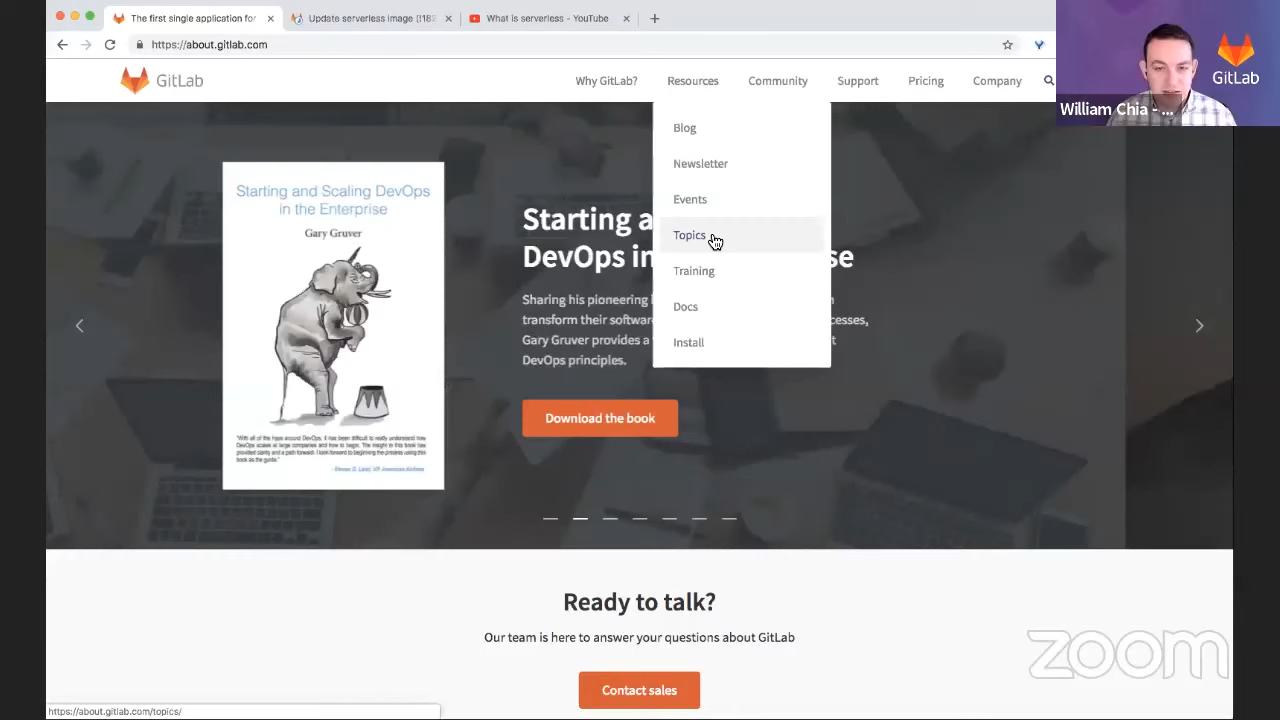 The first single application for
Update serverless image (!182
What is serverless - YouTube
https://about.gitlab.com
GitLab
Why GitLab?
Resources
Community
Support
Pricing
Company
GitLab
William Chia - ...
Blog
Newsletter
Events
Topics
Training
Docs
Install
Starting and Scaling DevOps
in the Enterprise
Gary Gruver
Starting a
DevOps in se
Sharing his pioneering
transform their software esses,
Gary Gruver provides a t
DevOps principles.
Download the book
Ready to talk?
Our team is here to answer your questions about GitLab
Contact sales
zoom
https://about.gitlab.com/topics/